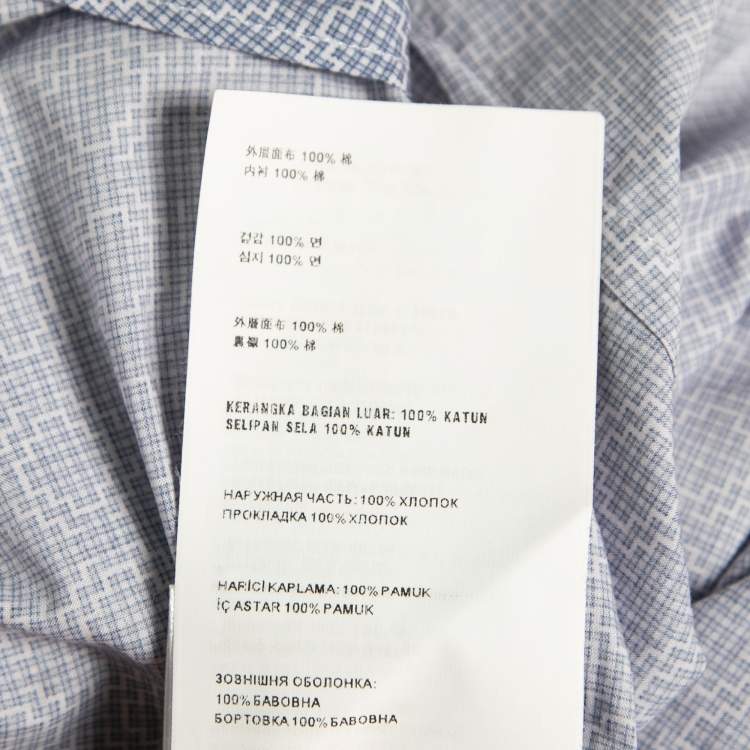 外層面布 100% 棉
内衬 100% 棉
겉감 100% 면
심지 100% 면
外層面布 100% 棉
裏襯 100% 棉
KERANGKA BAGIAN LUAR: 100% KATUN
SELIPAN SELA 100% KATUN
НАРУЖНАЯ ЧАСТЬ: 100% ХЛОПОК
ПРОКЛАДКА 100% ХЛОПОК
HARİCİ KAPLAMA: 100% PAMUK
İÇ ASTAR 100% PAMUK
ЗОВНІШНЯ ОБОЛОНКА:
100% БАВОВНА
БОРТОВКА 100% БАВОВНА